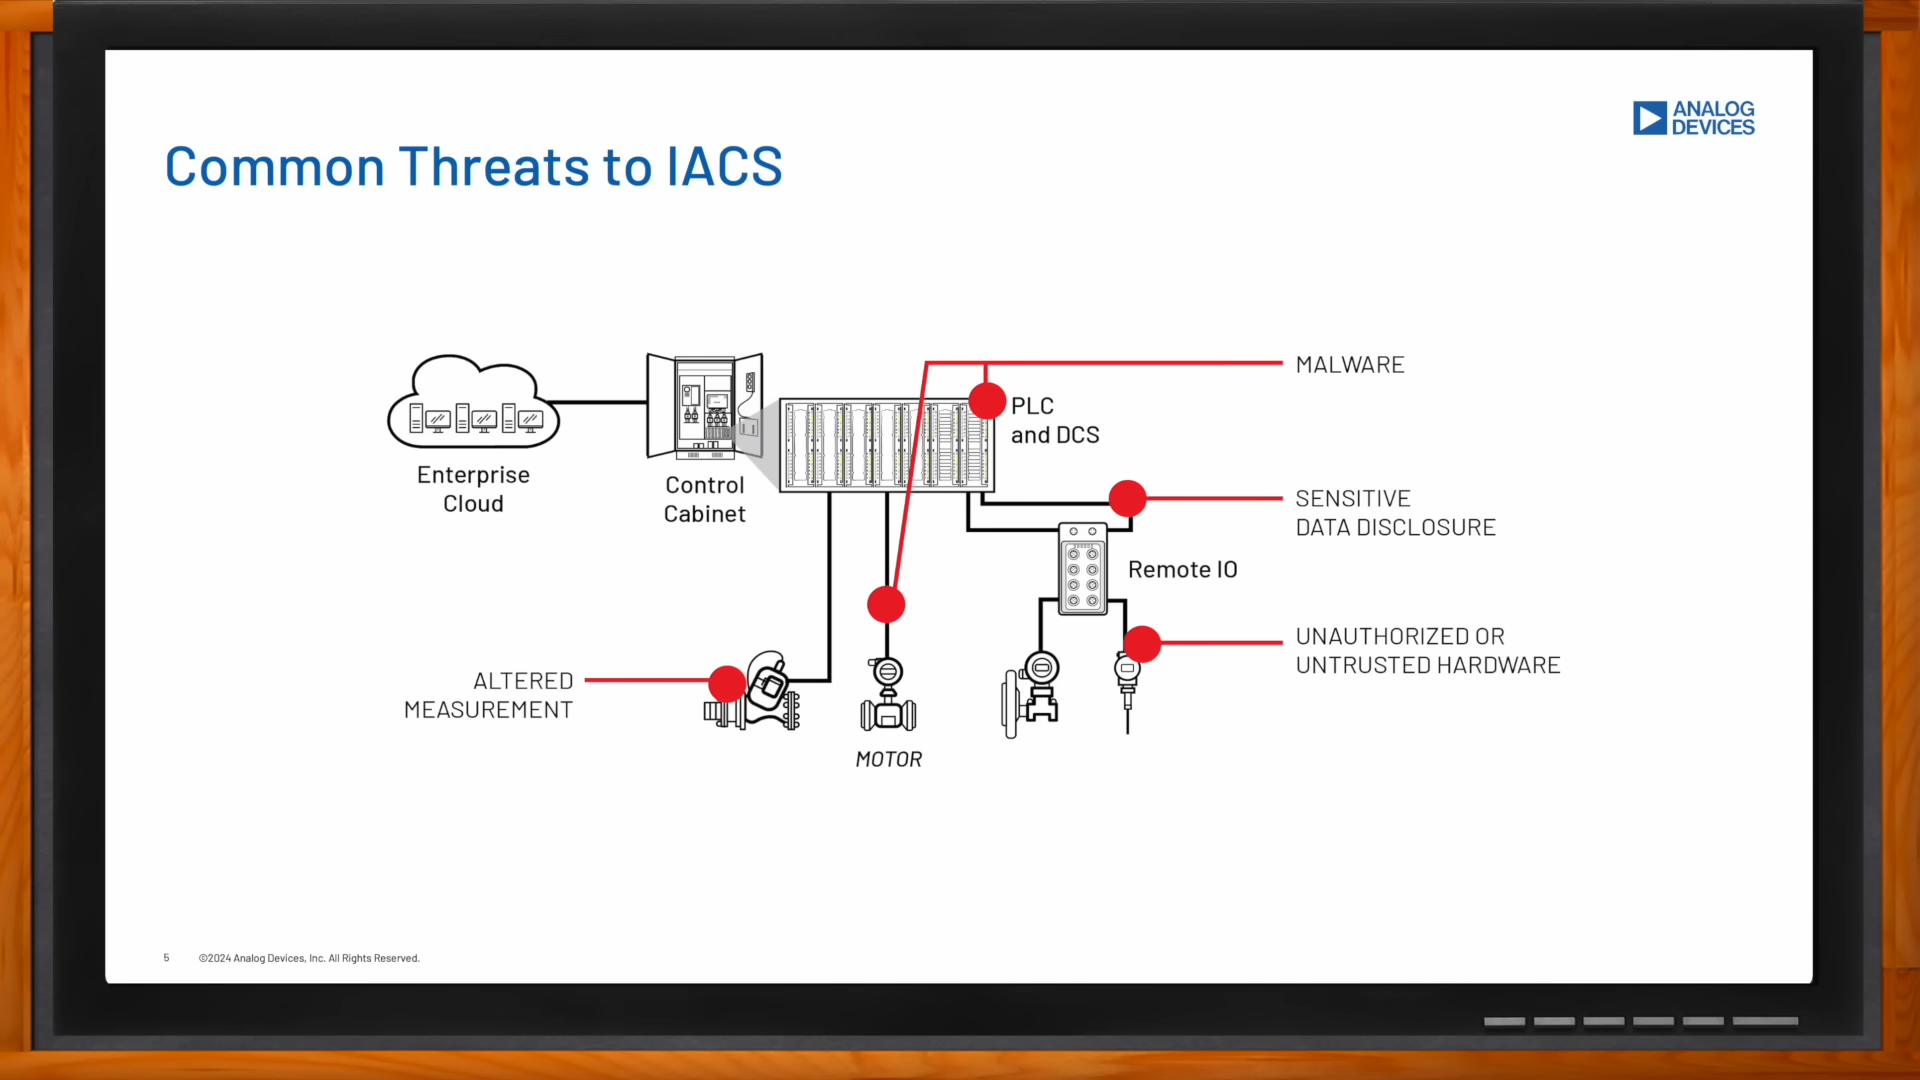 ANALOG
DEVICES
Common Threats to IACS
MALWARE
PLC
and DCS
Enterprise
Cloud
Control
Cabinet
SENSITIVE
DATA DISCLOSURE
Remote IO
UNAUTHORIZED OR
UNTRUSTED HARDWARE
ALTERED
MEASUREMENT
MOTOR
5
©2024 Analog Devices, Inc. All Rights Reserved.